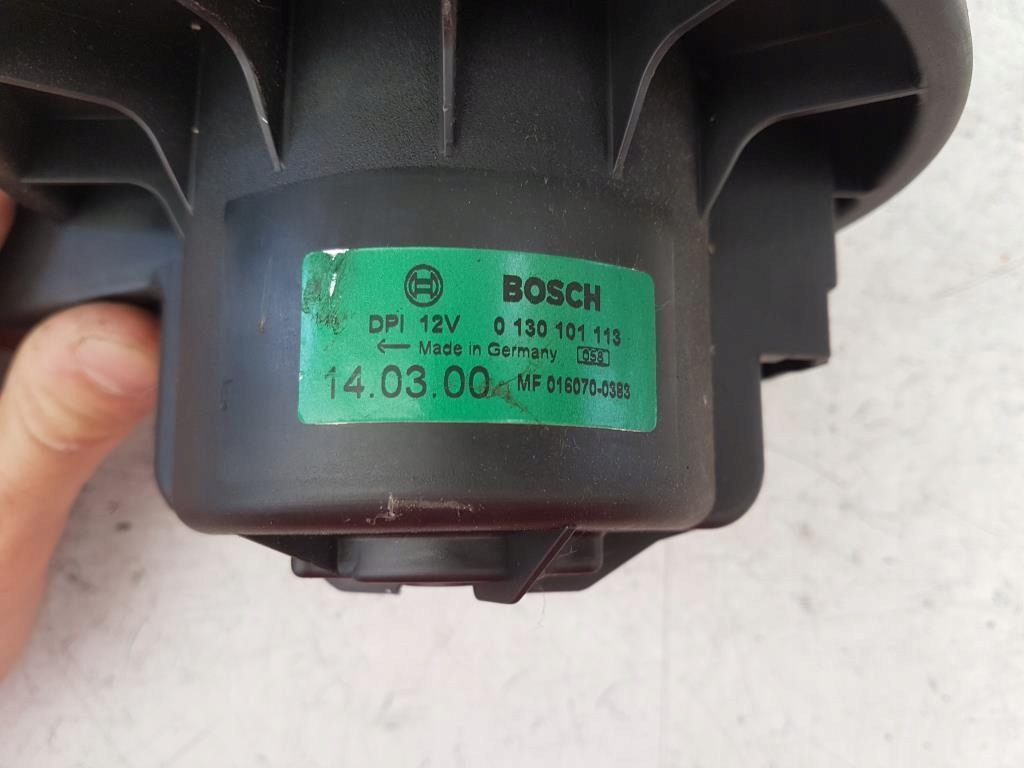 BOSCH
DPI 12V 0 130 101 113
← Made in Germany 058
14.03.00 MF 016070-0383